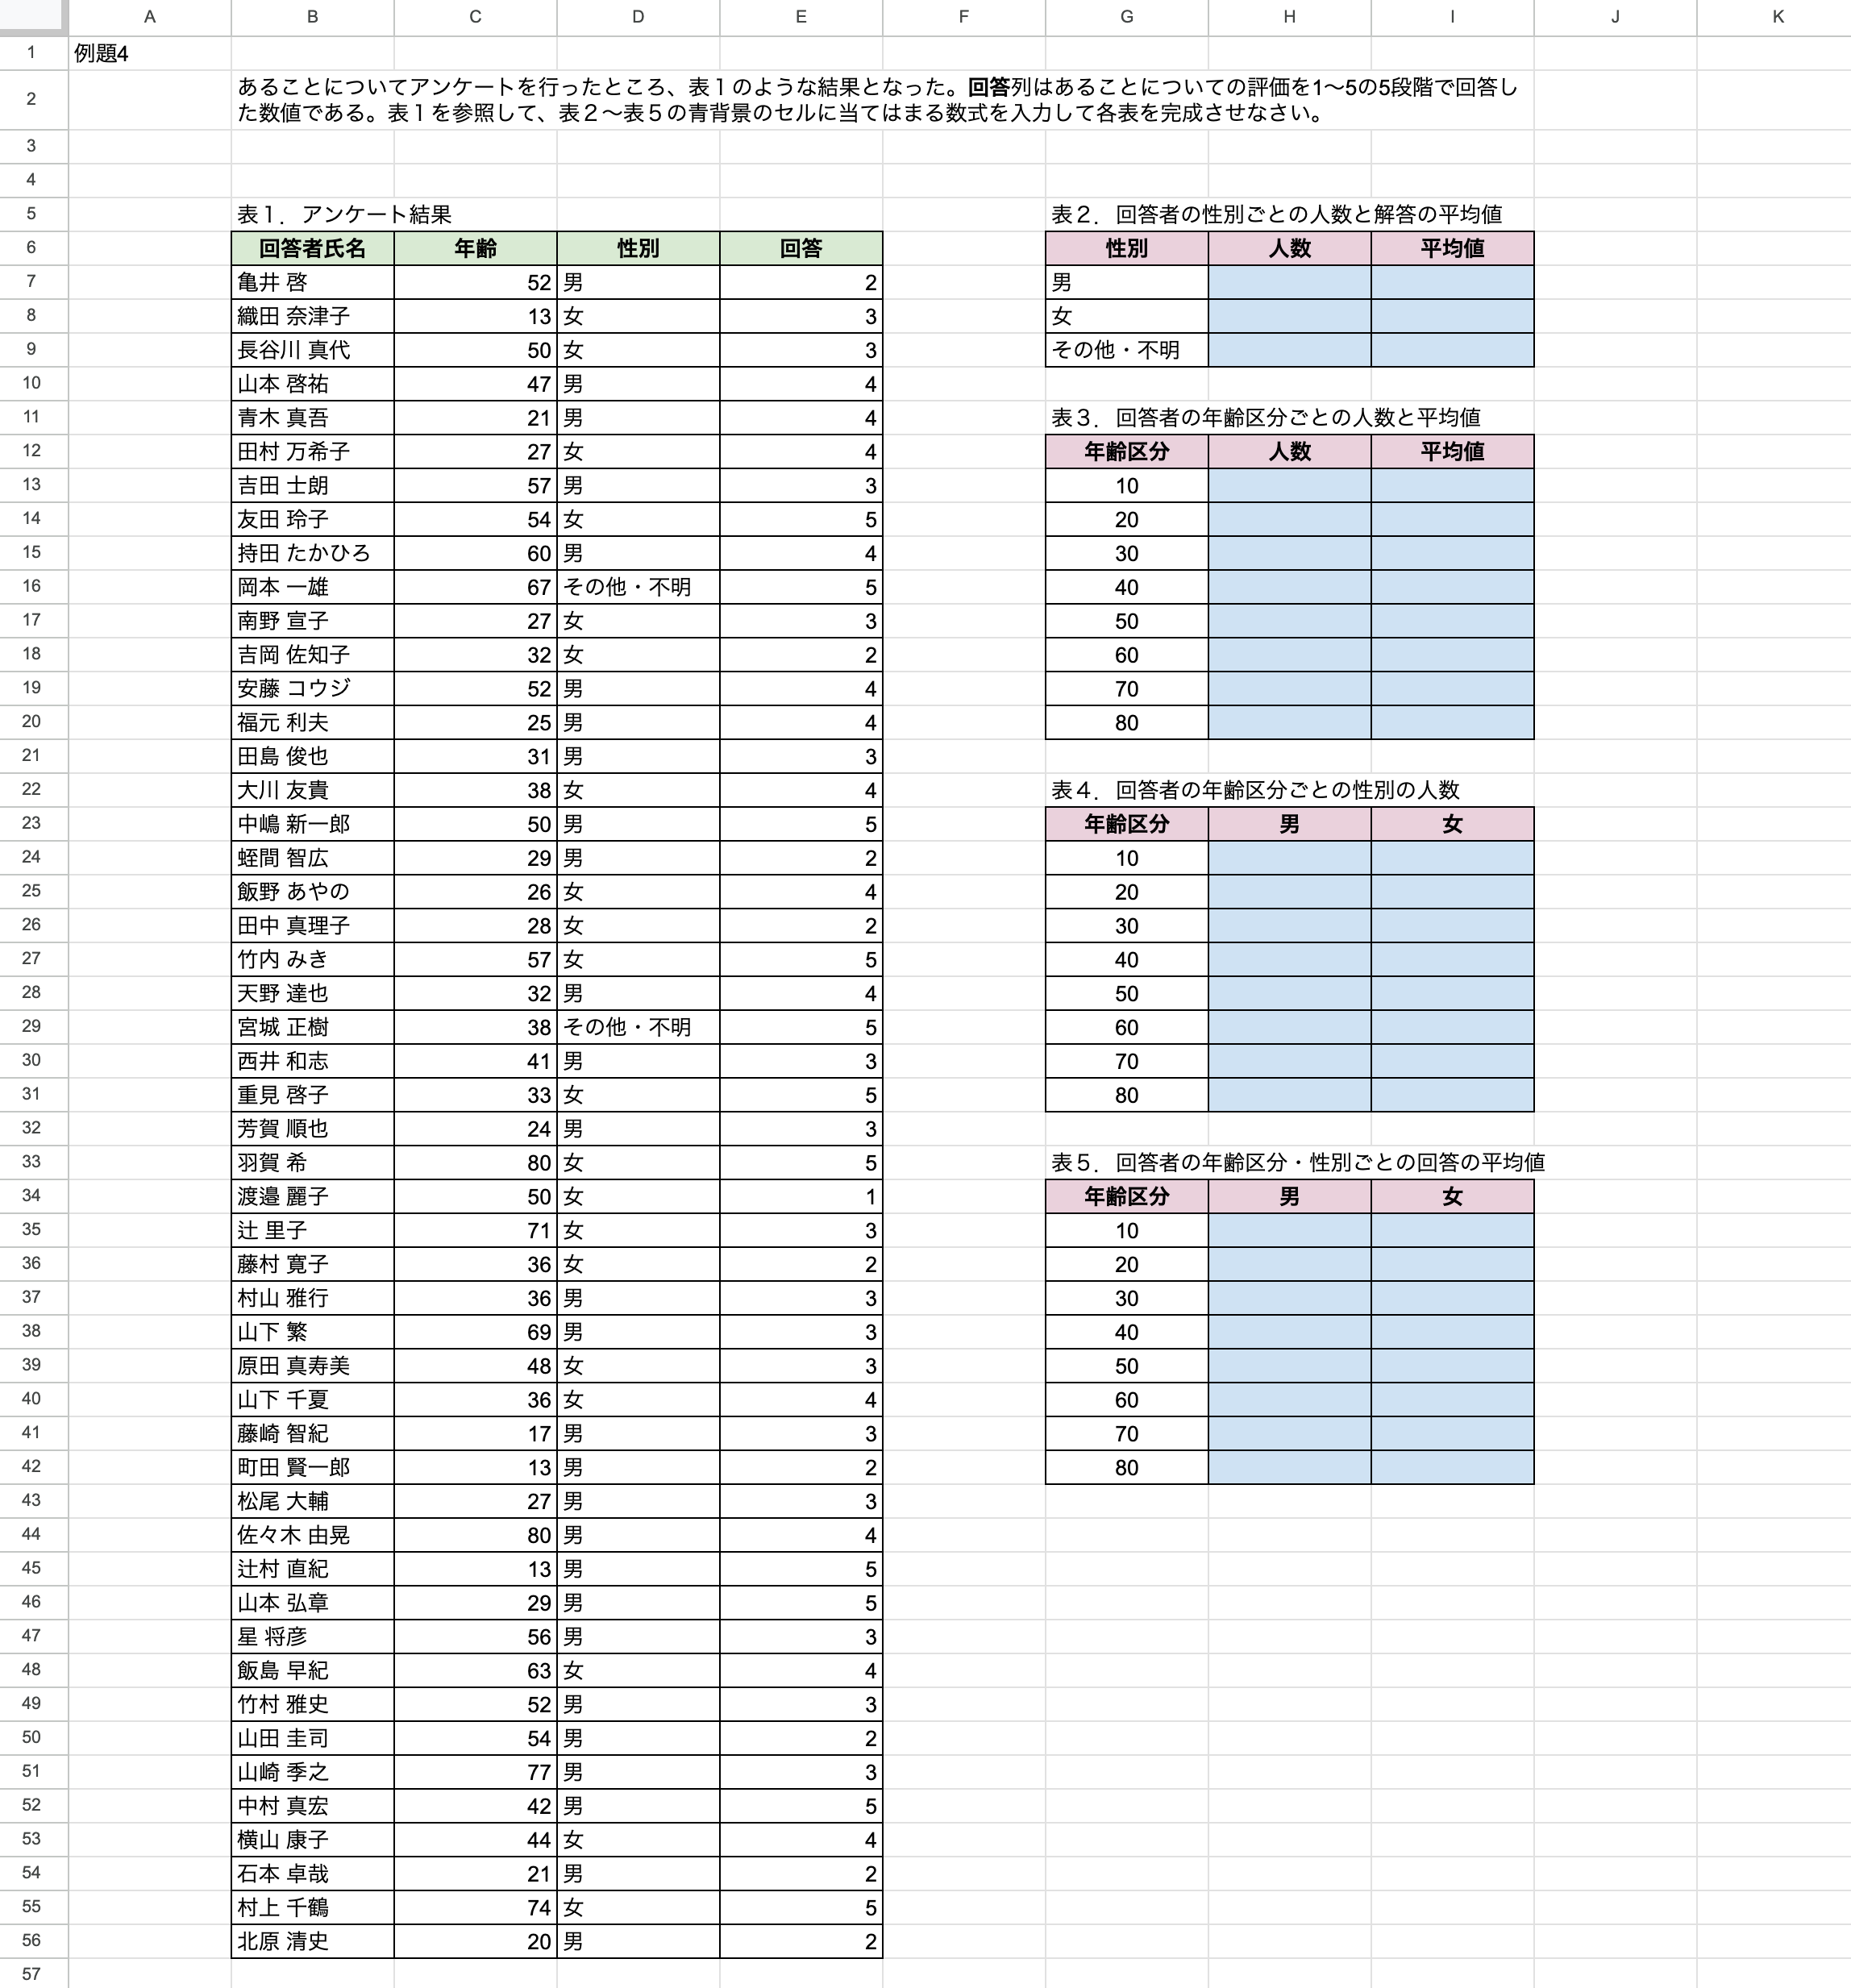 A B C D E F G H I J K
1 例題4
2 あることについてアンケートを行ったところ、表１のような結果となった。回答列はあることについての評価を1〜5の5段階で回答し
た数値である。表１を参照して、表２〜表５の青背景のセルに当てはまる数式を入力して各表を完成させなさい。
3
4
5 表１．アンケート結果 表２．回答者の性別ごとの人数と解答の平均値
6 回答者氏名 年齢 性別 回答 性別 人数 平均値
7 亀井 啓 52 男 2 男
8 織田 奈津子 13 女 3 女
9 長谷川 真代 50 女 3 その他・不明
10 山本 啓祐 47 男 4
11 青木 真吾 21 男 4 表３．回答者の年齢区分ごとの人数と平均値
12 田村 万希子 27 女 4 年齢区分 人数 平均値
13 吉田 士朗 57 男 3 10
14 友田 玲子 54 女 5 20
15 持田 たかひろ 60 男 4 30
16 岡本 一雄 67 その他・不明 5 40
17 南野 宣子 27 女 3 50
18 吉岡 佐知子 32 女 2 60
19 安藤 コウジ 52 男 4 70
20 福元 利夫 25 男 4 80
21 田島 俊也 31 男 3
22 大川 友貴 38 女 4 表４．回答者の年齢区分ごとの性別の人数
23 中嶋 新一郎 50 男 5 年齢区分 男 女
24 蛭間 智広 29 男 2 10
25 飯野 あやの 26 女 4 20
26 田中 真理子 28 女 2 30
27 竹内 みき 57 女 5 40
28 天野 達也 32 男 4 50
29 宮城 正樹 38 その他・不明 5 60
30 西井 和志 41 男 3 70
31 重見 啓子 33 女 5 80
32 芳賀 順也 24 男 3
33 羽賀 希 80 女 5 表５．回答者の年齢区分・性別ごとの回答の平均値
34 渡邉 麗子 50 女 1 年齢区分 男 女
35 辻 里子 71 女 3 10
36 藤村 寛子 36 女 2 20
37 村山 雅行 36 男 3 30
38 山下 繁 69 男 3 40
39 原田 真寿美 48 女 3 50
40 山下 千夏 36 女 4 60
41 藤崎 智紀 17 男 3 70
42 町田 賢一郎 13 男 2 80
43 松尾 大輔 27 男 3
44 佐々木 由晃 80 男 4
45 辻村 直紀 13 男 5
46 山本 弘章 29 男 5
47 星 将彦 56 男 3
48 飯島 早紀 63 女 4
49 竹村 雅史 52 男 3
50 山田 圭司 54 男 2
51 山崎 季之 77 男 3
52 中村 真宏 42 男 5
53 横山 康子 44 女 4
54 石本 卓哉 21 男 2
55 村上 千鶴 74 女 5
56 北原 清史 20 男 2
57